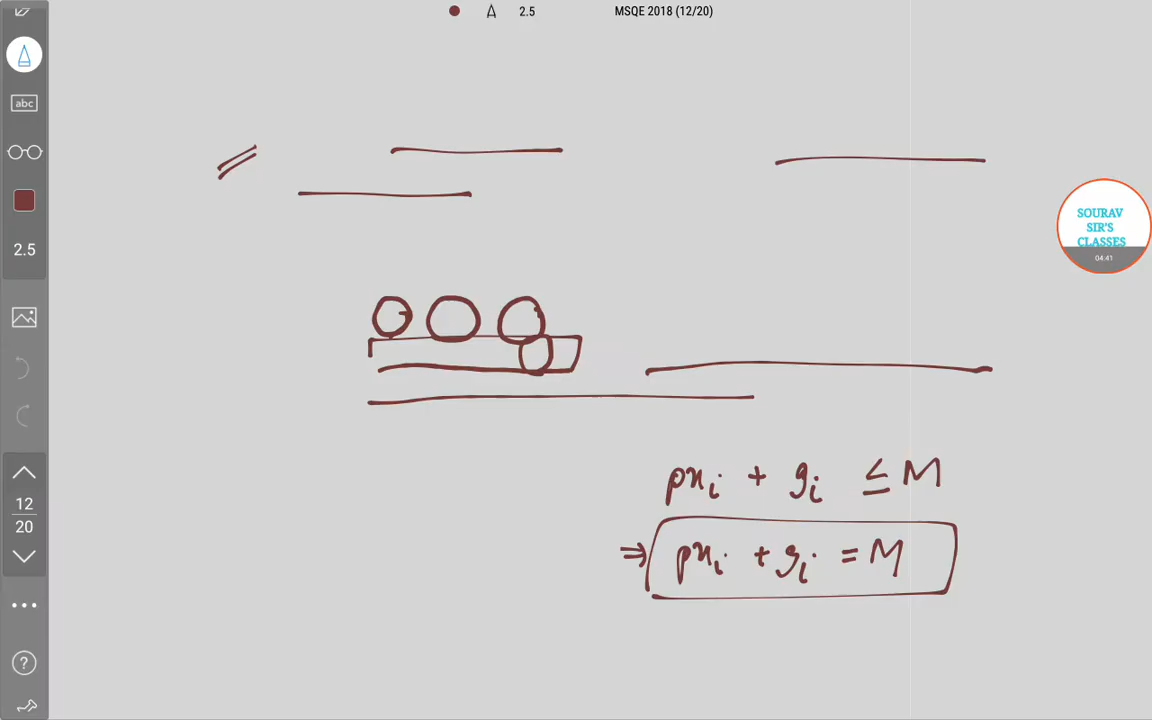 2.5 MSQE 2018 (12/20)
abc
2.5
SOURAV
SIR'S
CLASSES
04:41
pxᵢ + gᵢ ≤ M
⇒ pxᵢ + gᵢ = M
12
20
?